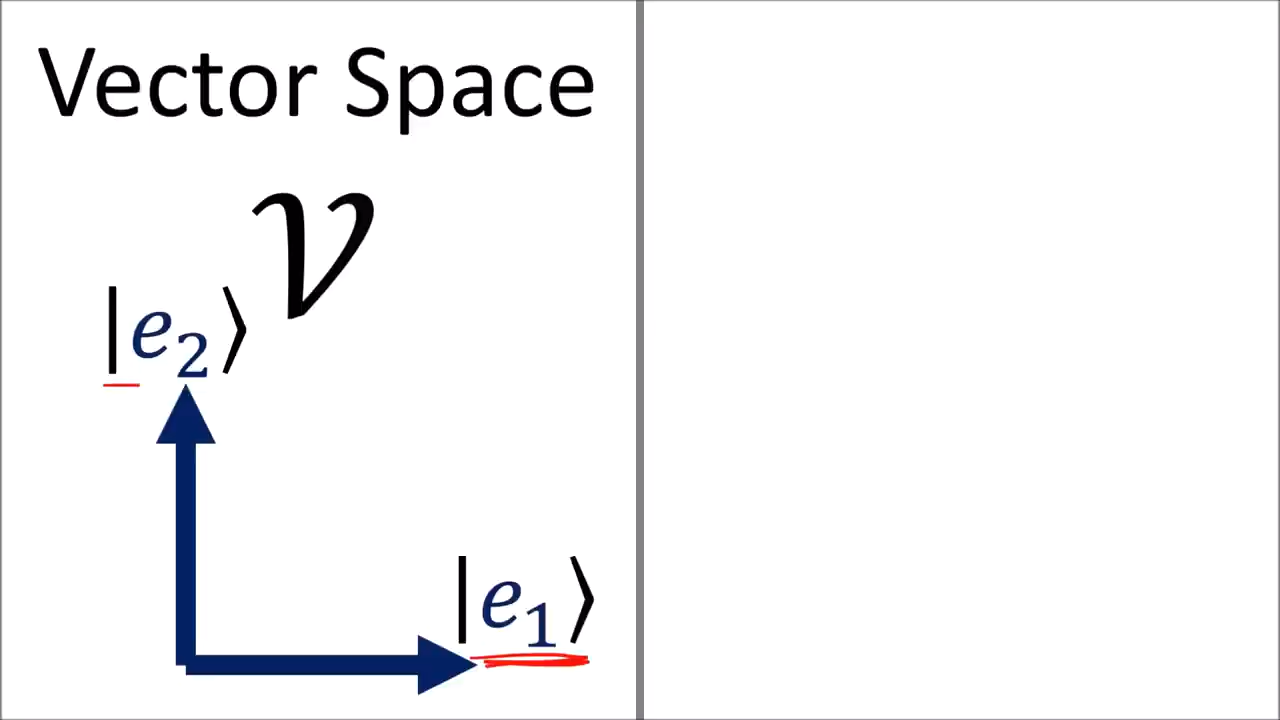 Vector Space
𝒱
|e₂⟩
|e₁⟩